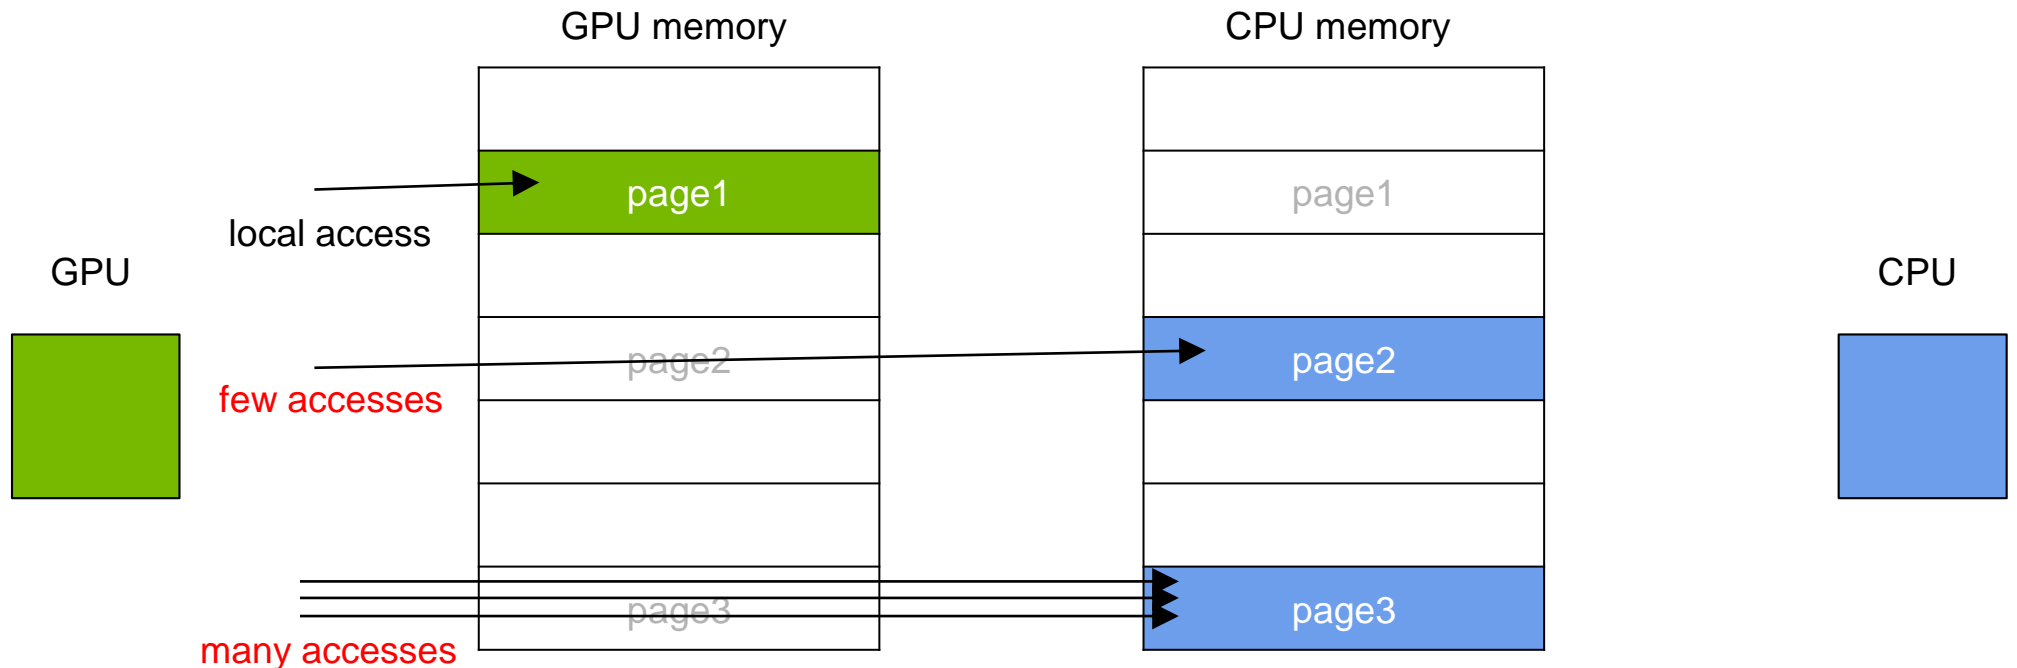 GPU memory
CPU memory
page1
page1
local access
GPU
CPU
page2
page2
few accesses
page3
page3
many accesses